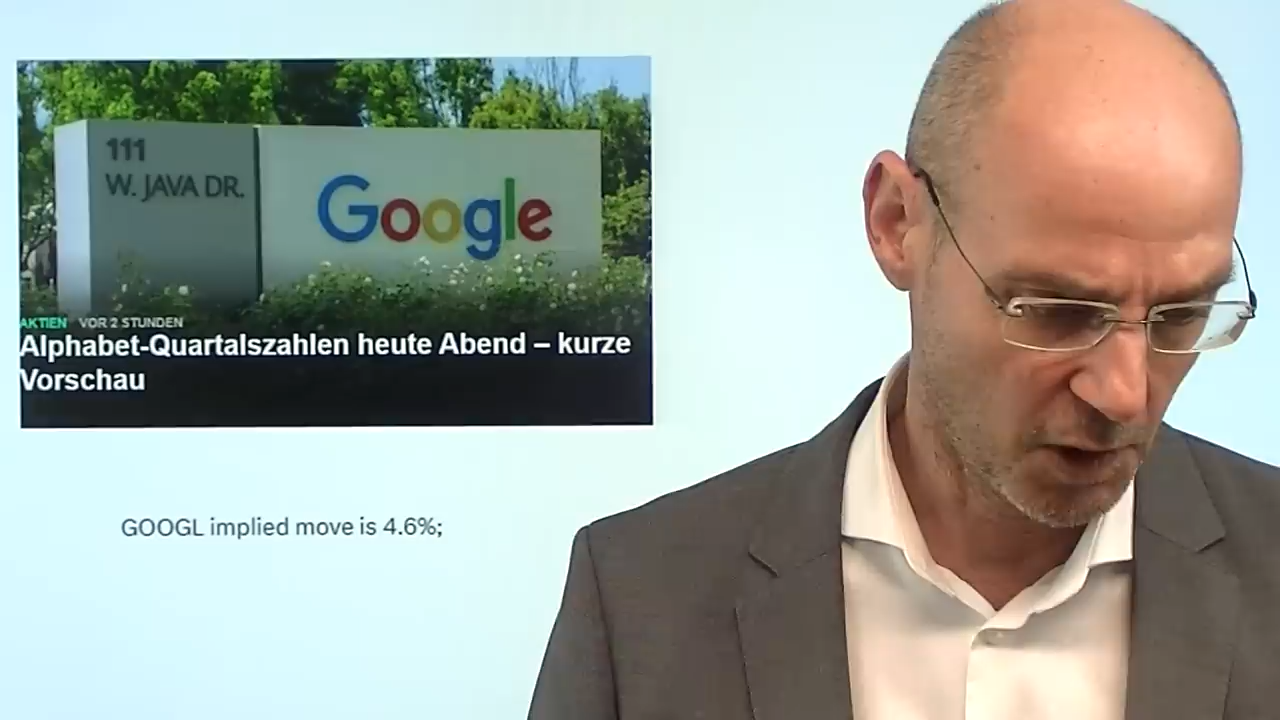 111
W. JAVA DR.
Google
AKTIEN VOR 2 STUNDEN
Alphabet-Quartalszahlen heute Abend – kurze
Vorschau
GOOGL implied move is 4.6%;